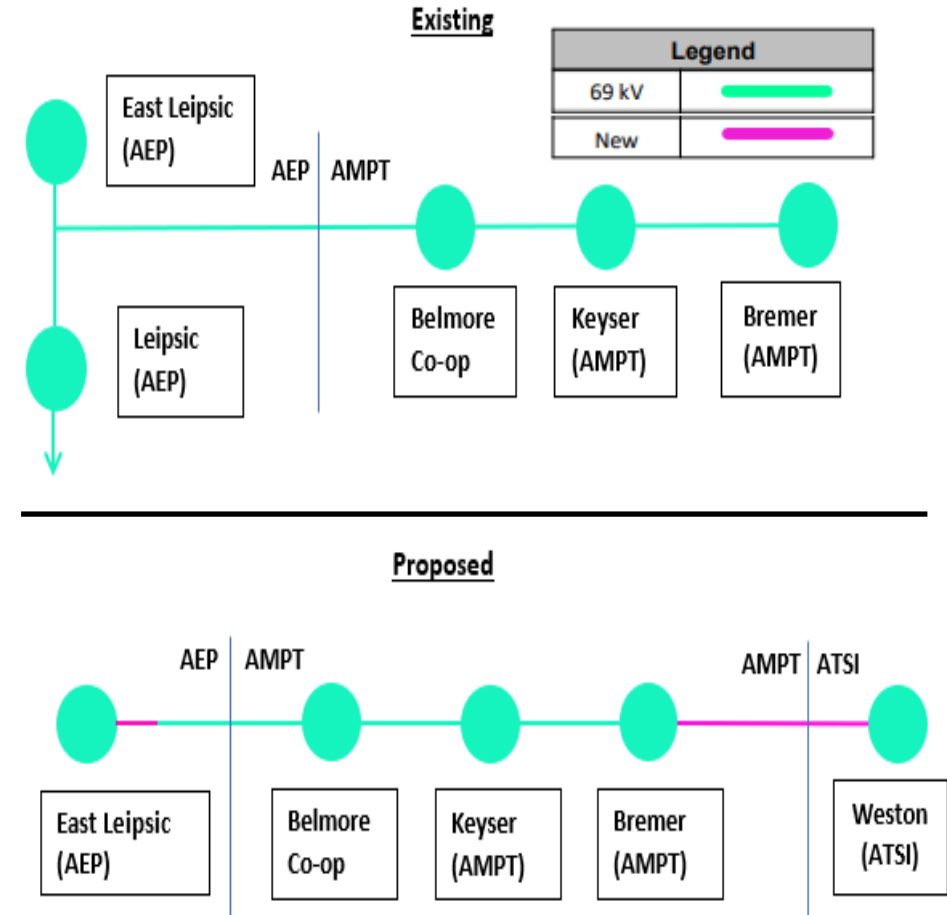 Existing
Legend
69 kV
New
East Leipsic
(AEP)
AEP AMPT
Leipsic
(AEP)
Belmore
Co-op
Keyser
(AMPT)
Bremer
(AMPT)
Proposed
AEP AMPT
AMPT ATSI
East Leipsic
(AEP)
Belmore
Co-op
Keyser
(AMPT)
Bremer
(AMPT)
Weston
(ATSI)